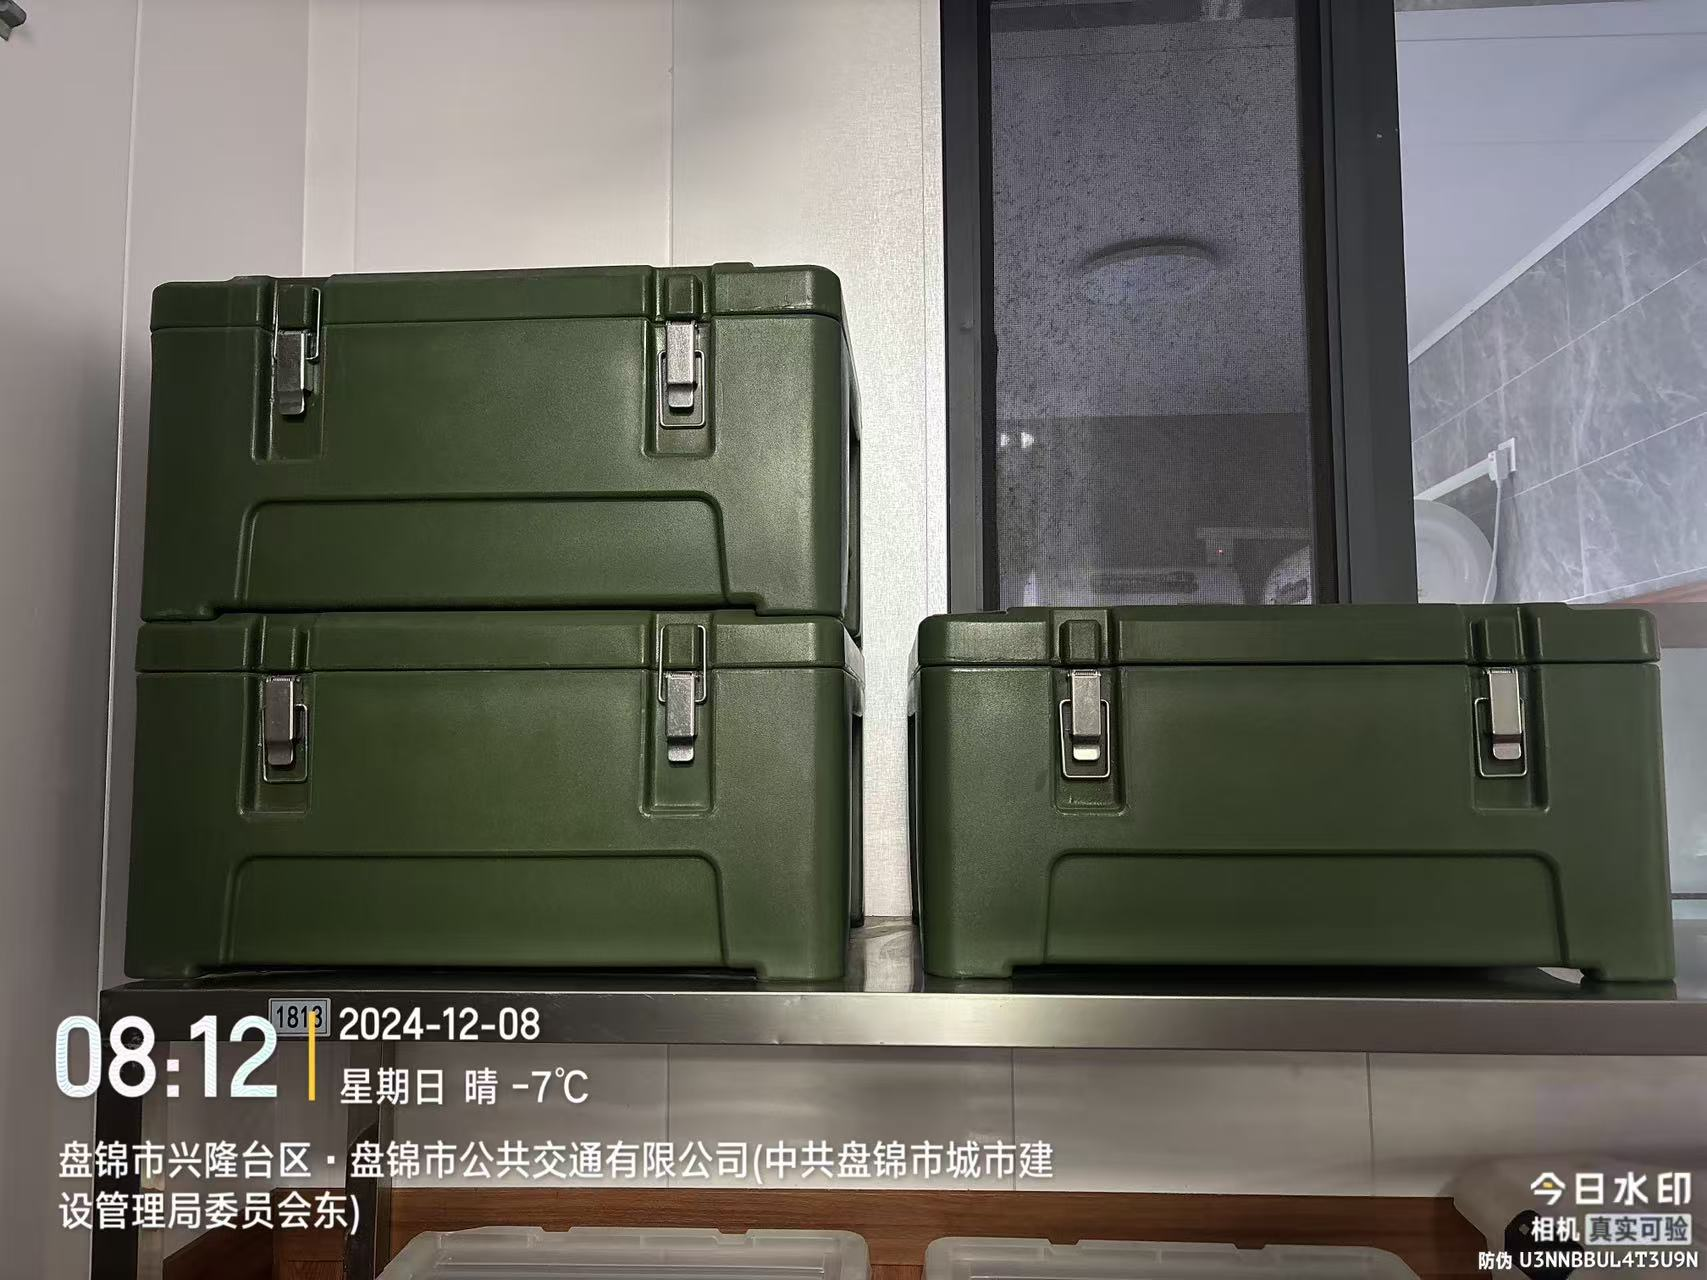 1813
08:12
2024-12-08
星期日 晴 -7℃
盘锦市兴隆台区·盘锦市公共交通有限公司(中共盘锦市城市建
设管理局委员会东)
今日水印
相机 真实可验
防伪 U3NNBBUL4T3U9N